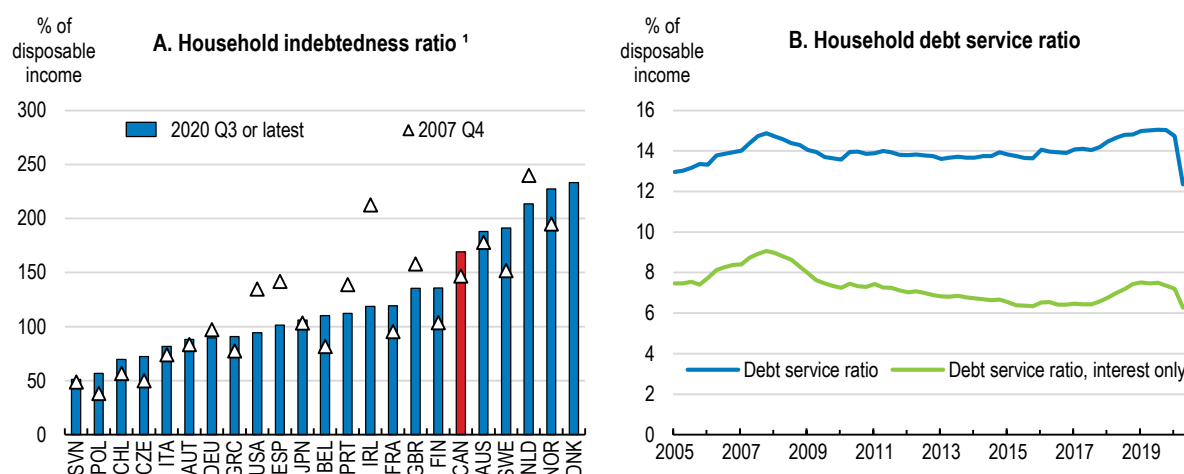 % of
disposable
income
A. Household indebtedness ratio ¹
300
250
200
150
100
50
0
2020 Q3 or latest
2007 Q4
SVN
POL
CHL
CZE
ITA
AUT
DEU
GRC
USA
ESP
JPN
BEL
PRT
IRL
FRA
GBR
FIN
CAN
AUS
SWE
NLD
NOR
DNK
% of
disposable
income
B. Household debt service ratio
16
14
12
10
8
6
4
2
0
Debt service ratio
Debt service ratio, interest only
2005 2007 2009 2011 2013 2015 2017 2019